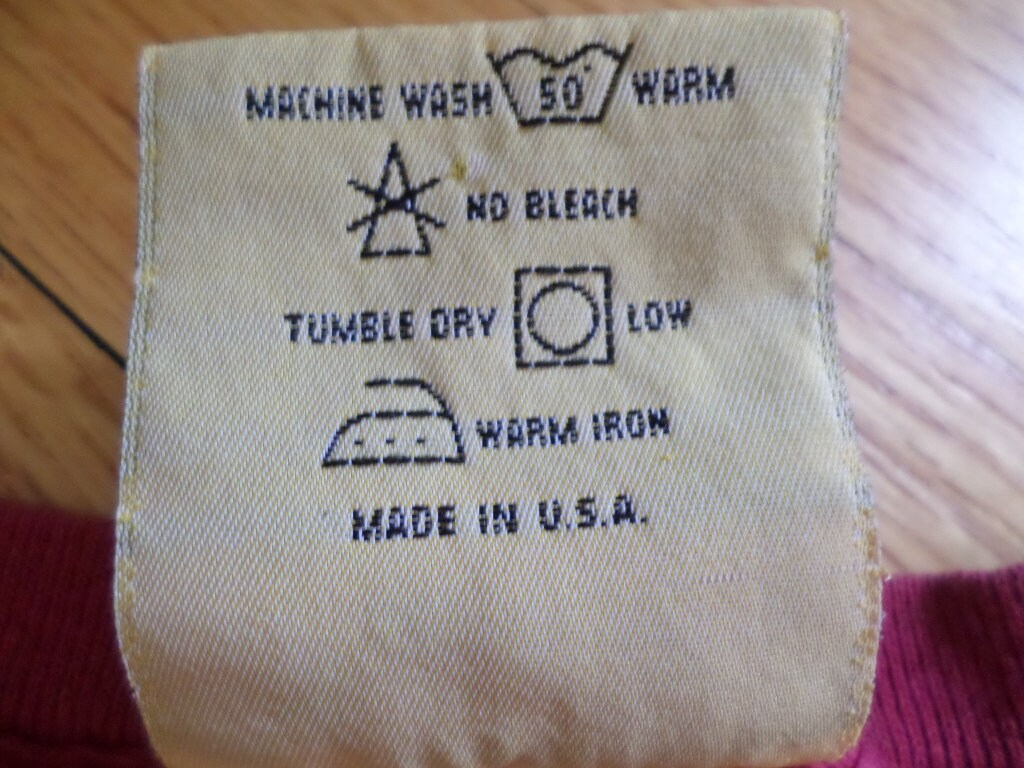 MACHINE WASH 50° WARM
NO BLEACH
TUMBLE DRY LOW
WARM IRON
MADE IN U.S.A.